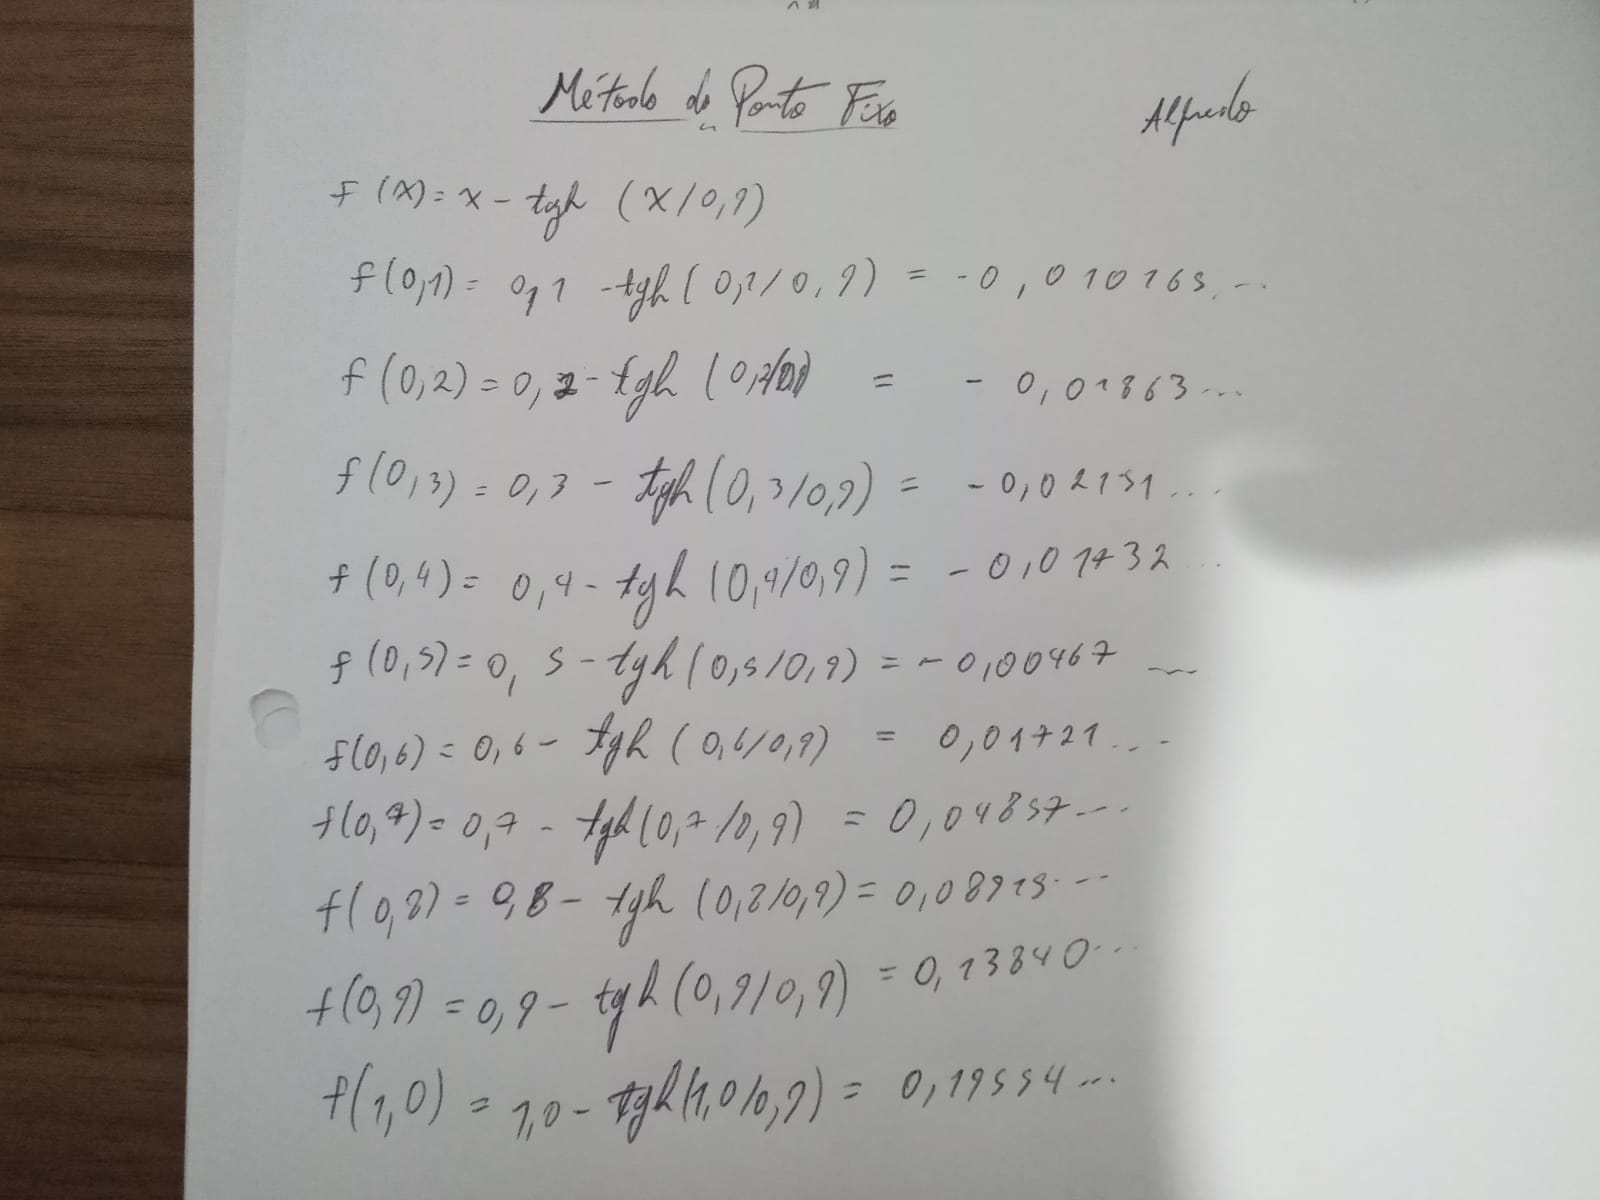 Método do Ponto Fixo
Alfredo
f(x) = x - tgh (x/0,9)
f(0,1) = 0,1 - tgh (0,1/0,9) = -0,010165...
f(0,2) = 0,2 - tgh (0,2/0,9) = - 0,01863...
f(0,3) = 0,3 - tgh (0,3/0,9) = - 0,02151...
f(0,4) = 0,4 - tgh (0,4/0,9) = - 0,01732...
f(0,5) = 0,5 - tgh (0,5/0,9) = - 0,00467...
f(0,6) = 0,6 - tgh (0,6/0,9) = 0,01721...
f(0,7) = 0,7 - tgh (0,7/0,9) = 0,04857...
f(0,8) = 0,8 - tgh (0,8/0,9) = 0,08915...
f(0,9) = 0,9 - tgh (0,9/0,9) = 0,13840...
f(1,0) = 1,0 - tgh (1,0/0,9) = 0,19554...